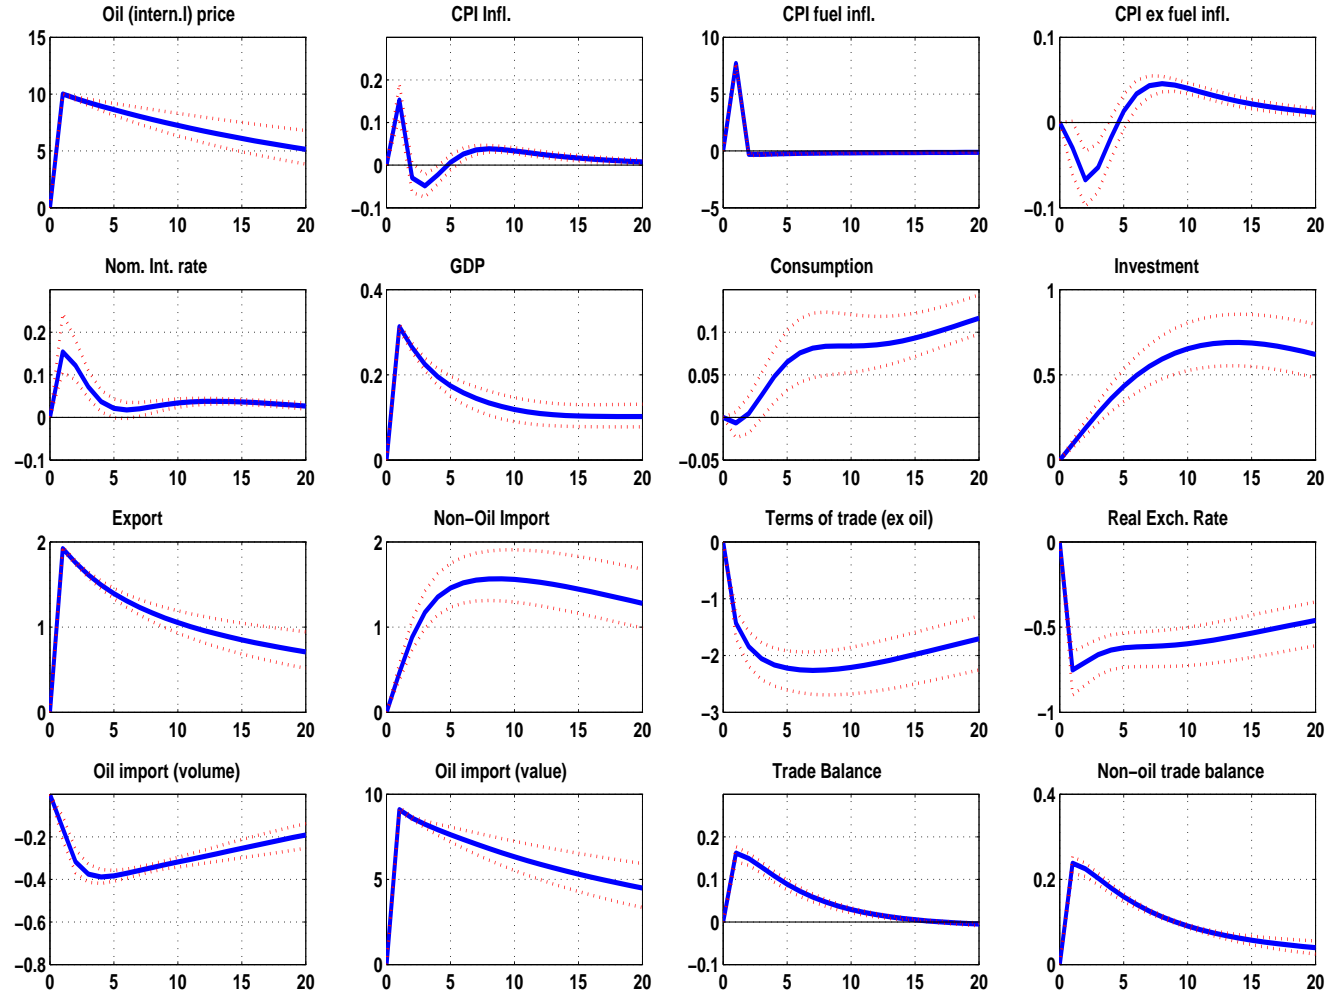 Oil (intern.l) price CPI Infl. CPI fuel infl. CPI ex fuel infl.
15 10 0.1
0.2
10 5
0.1 0
5 0
0
0 −0.1 −5 −0.1
0 5 10 15 20 0 5 10 15 20 0 5 10 15 20 0 5 10 15 20
Nom. Int. rate GDP Consumption Investment
0.4 1
0.2 0.1
0.1 0.2 0.05 0.5
0 0
−0.1 0 −0.05 0
0 5 10 15 20 0 5 10 15 20 0 5 10 15 20 0 5 10 15 20
Export Non−Oil Import Terms of trade (ex oil) Real Exch. Rate
2 2 0 0
−1
1 1 −0.5
−2
0 0 −3 −1
0 5 10 15 20 0 5 10 15 20 0 5 10 15 20 0 5 10 15 20
Oil import (volume) Oil import (value) Trade Balance Non−oil trade balance
10 0.4
−0.2 0.2
−0.4 5 0.1 0.2
−0.6 0
−0.8 0 −0.1 0
0 5 10 15 20 0 5 10 15 20 0 5 10 15 20 0 5 10 15 20